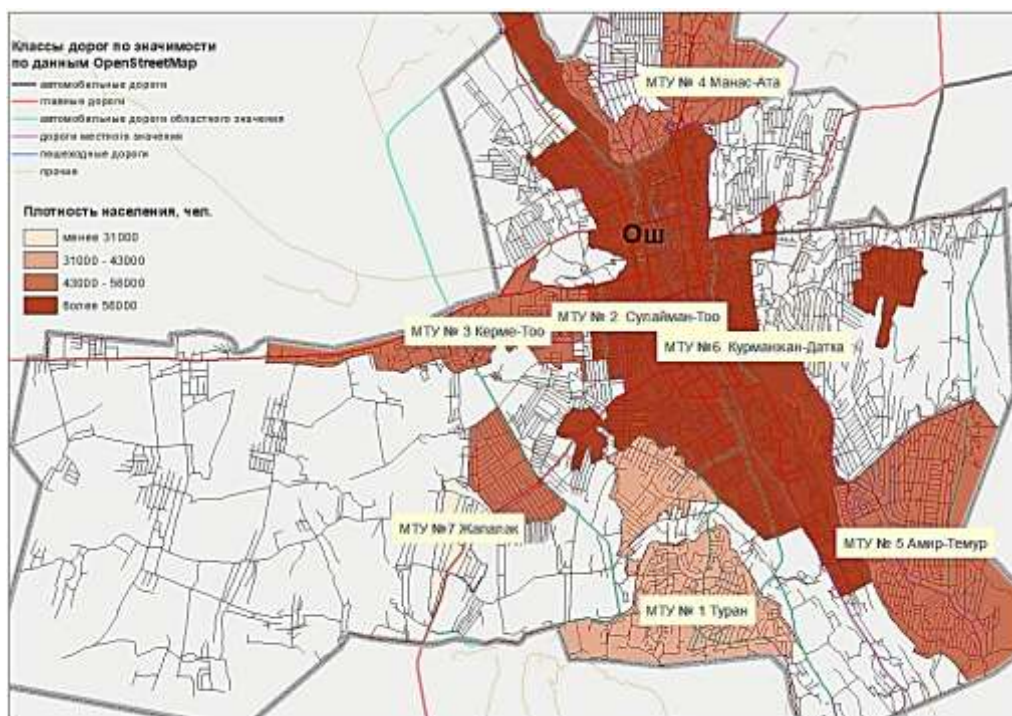 Классы дорог по значимости
по данным OpenStreetMap
автомобильные дороги
главные дороги
автомобильные дороги областного значения
дороги местного значения
пешеходные дороги
прочие
Плотность населения, чел.
менее 31000
31000 - 43000
43000 - 56000
более 56000
МТУ № 4 Манас-Ата
Ош
МТУ № 2 Сулайман-Тоо
МТУ № 3 Керме-Тоо
МТУ №6 Курманжан-Датка
МТУ №7 Жапалак
МТУ № 5 Амир-Темур
МТУ № 1 Туран